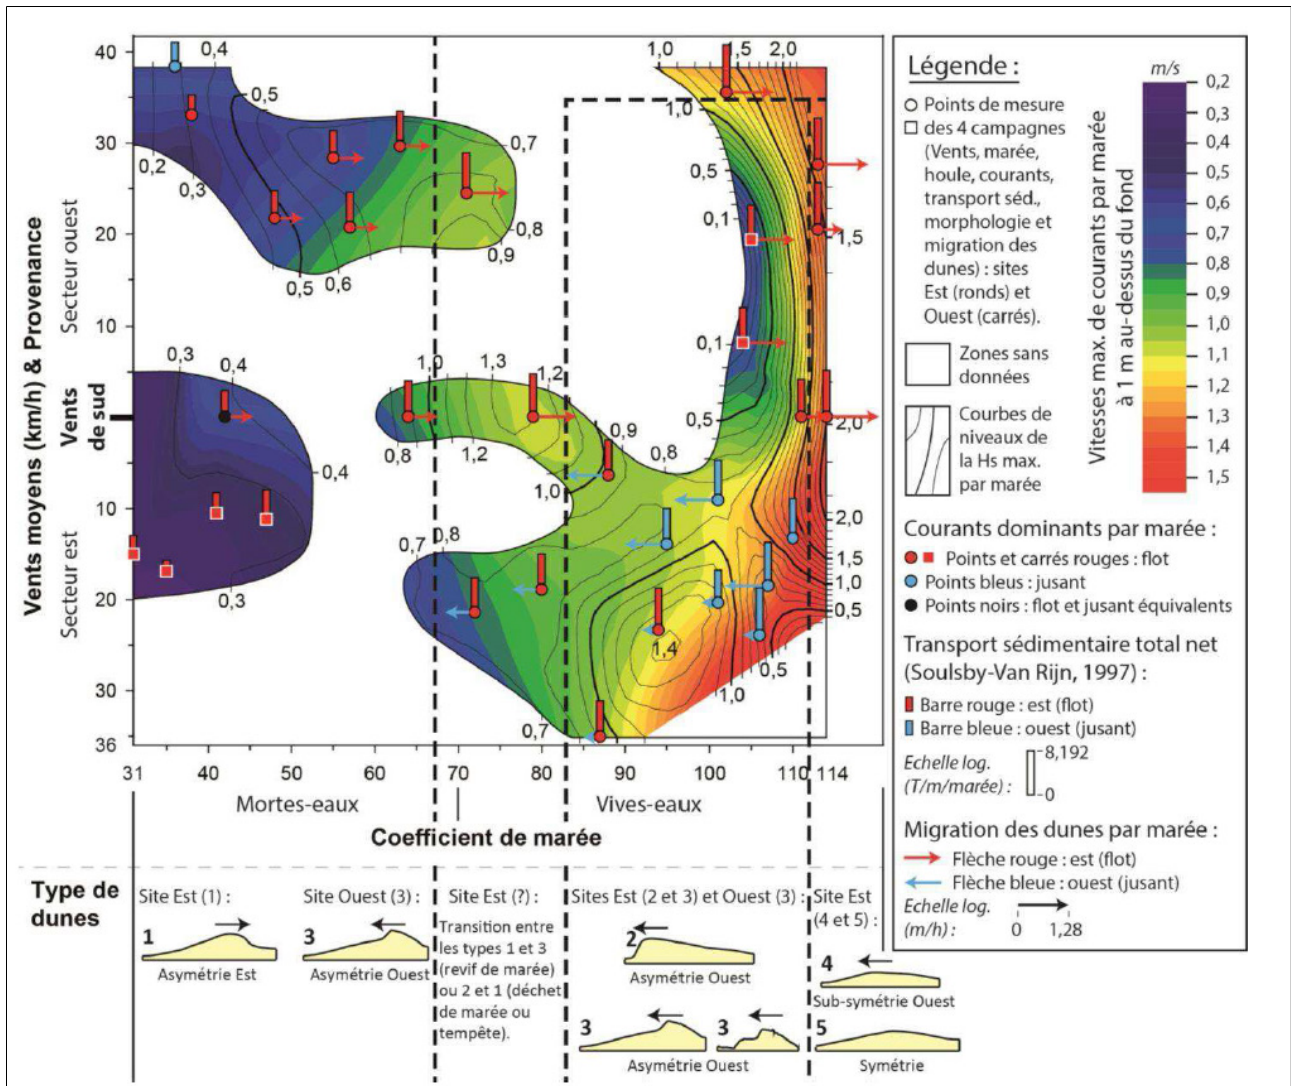 Vents moyens (km/h) & Provenance
Secteur ouest
Vents
de sud
Secteur est
40
30
20
10
10
20
30
36
0,4
0,5
0,2
0,3
0,5
0,6
0,7
0,8
0,9
1,0
1,5
2,0
1,0
0,5
0,1
1,5
0,1
0,5
2,0
0,3
0,4
0,4
0,3
1,0
1,3
1,2
0,8
1,2
0,9
0,8
1,0
0,7
0,8
2,0
1,5
1,0
0,5
1,4
0,5
1,0
0,7
31
40
50
60
70
80
90
100
110
114
Mortes-eaux
Vives-eaux
Coefficient de marée
Légende :
Points de mesure
des 4 campagnes
(Vents, marée,
houle, courants,
transport séd.,
morphologie et
migration des
dunes) : sites
Est (ronds) et
Ouest (carrés).
Zones sans
données
Courbes de
niveaux de
la Hs max.
par marée
Vitesses max. de courants par marée
à 1 m au-dessus du fond
m/s
0,2
0,3
0,4
0,5
0,6
0,7
0,8
0,9
1,0
1,1
1,2
1,3
1,4
1,5
Courants dominants par marée :
Points et carrés rouges : flot
Points bleus : jusant
Points noirs : flot et jusant équivalents
Transport sédimentaire total net
(Soulsby-Van Rijn, 1997) :
Barre rouge : est (flot)
Barre bleue : ouest (jusant)
Echelle log.
(T/m/marée) :
8,192
0
Migration des dunes par marée :
Flèche rouge : est (flot)
Flèche bleue : ouest (jusant)
Echelle log.
(m/h) :
0
1,28
Type de
dunes
Site Est (1) :
1
Asymétrie Est
Site Ouest (3) :
3
Asymétrie Ouest
Site Est (?) :
Transition entre
les types 1 et 3
(revif de marée)
ou 2 et 1 (déchet
de marée ou
tempête).
Sites Est (2 et 3) et Ouest (3) :
2
Asymétrie Ouest
3
3
Asymétrie Ouest
Site Est
(4 et 5) :
4
Sub-symétrie Ouest
5
Symétrie